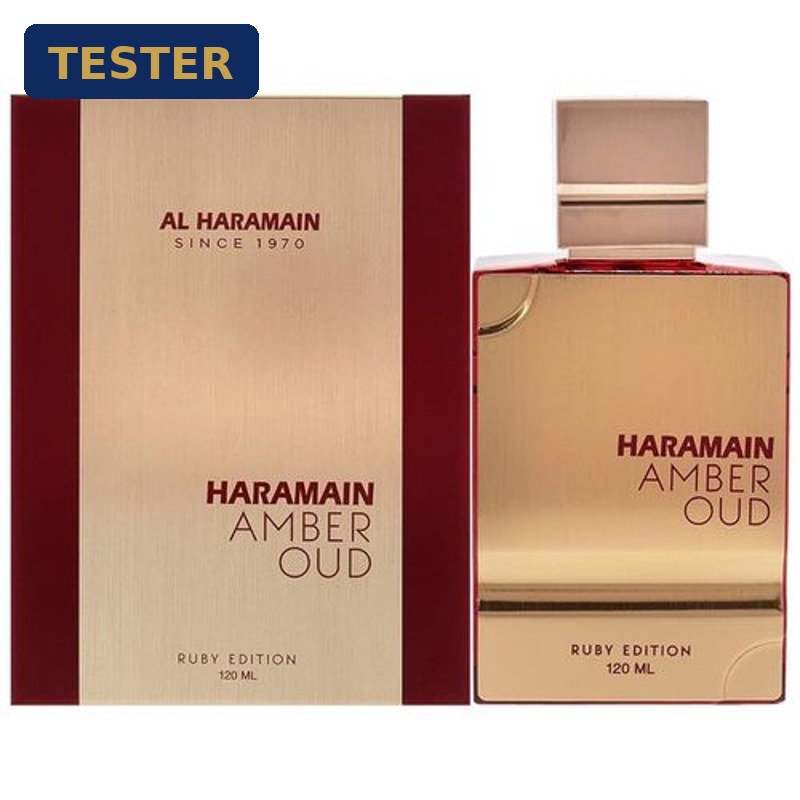 TESTER
AL HARAMAIN
SINCE 1970
HARAMAIN
AMBER
OUD
RUBY EDITION
120 ML
HARAMAIN
AMBER
OUD
RUBY EDITION
120 ML